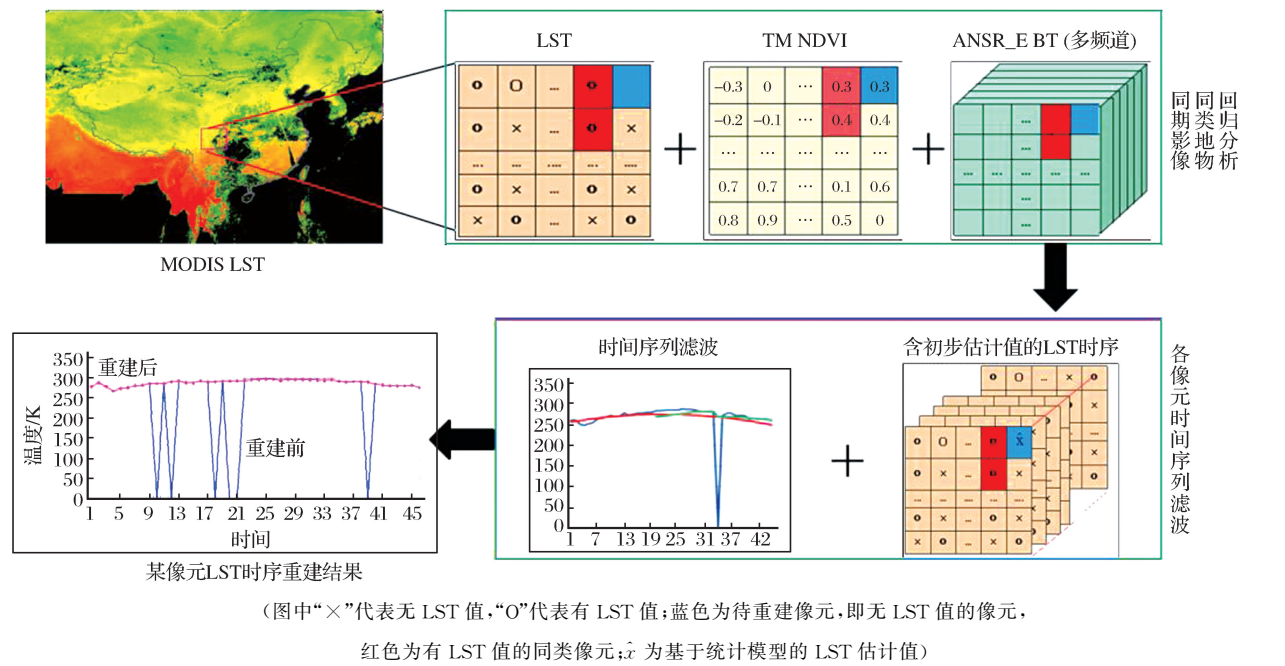 LST
TM NDVI
ANSR_E BT (多频道)
O O ... O
O × ... O ×
... ... .... ... ...
O × ... O ×
× O ... × O
−0.3 0 ⋯ 0.3 0.3
−0.2 −0.1 ⋯ 0.4 0.4
⋯ ⋯ ⋯ ⋯ ⋯
0.7 0.7 ⋯ 0.1 0.6
0.8 0.9 ⋯ 0.5 0
+
+
...
...
... ... ... ... ...
...
...
回归分析
同类地物
同期影像
MODIS LST
350
300
250
200
150
100
50
0
温度/K
重建后
重建前
1 5 9 13 17 21 25 29 33 37 41 45
时间
某像元LST时序重建结果
时间序列滤波
350
300
250
200
150
100
50
0
1 7 13 19 25 31 37 42
+
含初步估计值的LST时序
O O ... × O
O O ... O x̂
O × ... O ×
... ... ... ... ....
O × ... O ×
× O ... × O
各像元时间序列滤波
(图中“×”代表无 LST 值,“O”代表有 LST 值;蓝色为待重建像元,即无 LST 值的像元,
红色为有 LST 值的同类像元;x̂ 为基于统计模型的 LST 估计值)